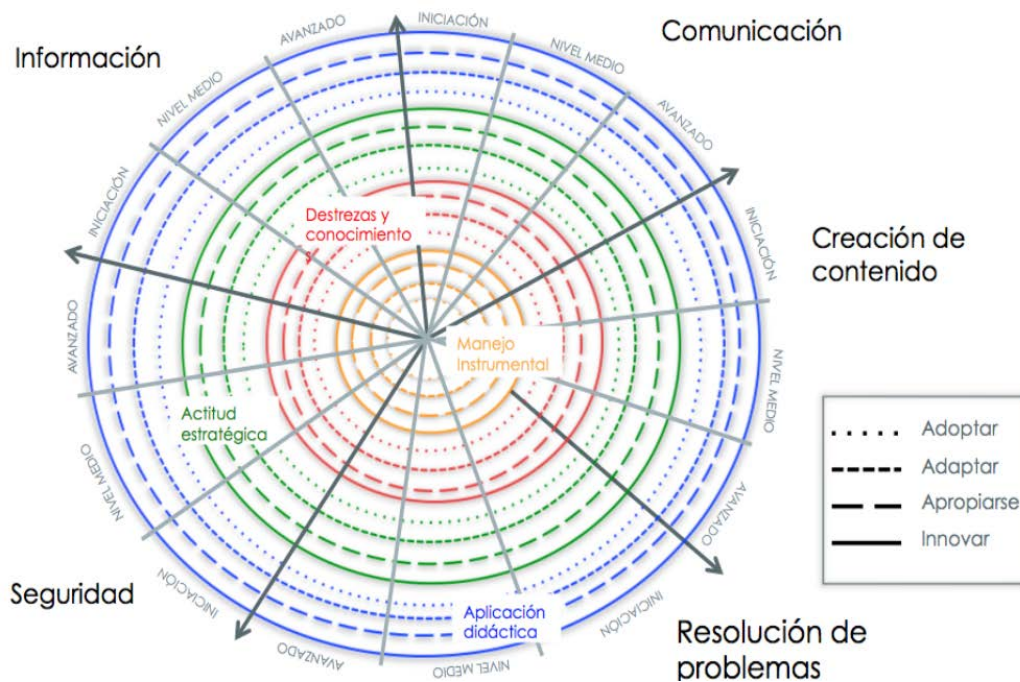 Información
Comunicación
Creación de
contenido
Resolución de
problemas
Seguridad
INICIACIÓN
NIVEL MEDIO
AVANZADO
INICIACIÓN
NIVEL MEDIO
AVANZADO
INICIACIÓN
NIVEL MEDIO
AVANZADO
INICIACIÓN
NIVEL MEDIO
AVANZADO
INICIACIÓN
NIVEL MEDIO
AVANZADO
Destrezas y
conocimiento
s
Manejo
Instrumental
Actitud
estratégica
Aplicación
didáctica
Adoptar
Adaptar
Apropiarse
Innovar